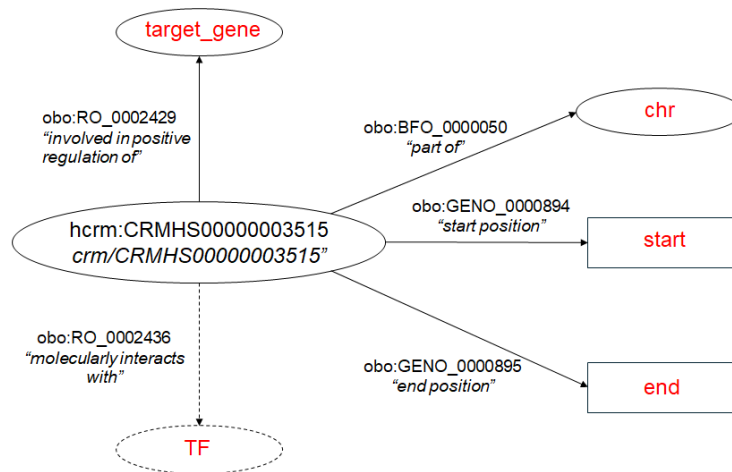 target_gene
obo:RO_0002429
“involved in positive
regulation of”
obo:BFO_0000050
“part of”
chr
hcrm:CRMHS00000003515
crm/CRMHS00000003515”
obo:GENO_0000894
“start position”
start
obo:RO_0002436
“molecularly interacts
with”
obo:GENO_0000895
“end position”
end
TF